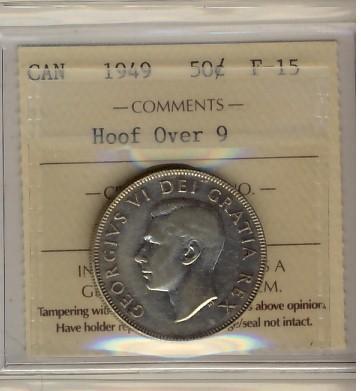 CAN 1949 50¢ F-15
— COMMENTS —
Hoof Over 9
GEORGIVS VI DEI GRATIA REX
Tampering above opinion,
Have holder /seal not intact.